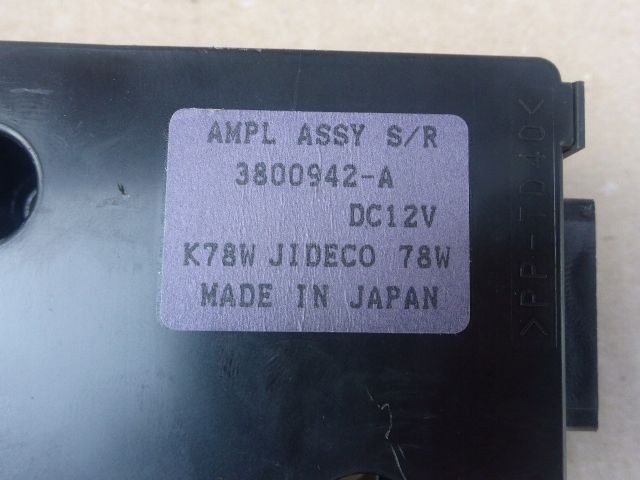 AMPL ASSY S/R
3800942-A
DC12V
K78W JIDECO 78W
MADE IN JAPAN
>PP-TD40<